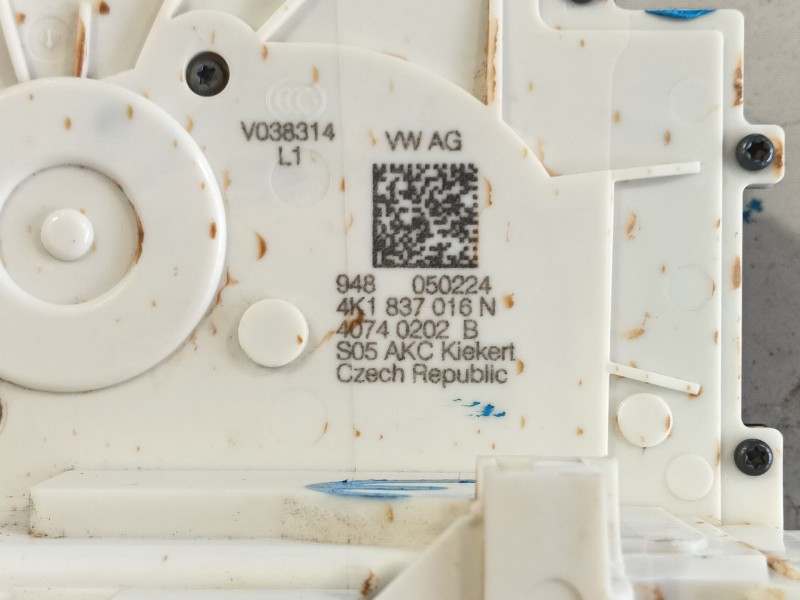 V038314
L1
VW AG
948 050224
4K1 837 016 N
4074 0202 B
S05 AKC Kiekert
Czech Republic